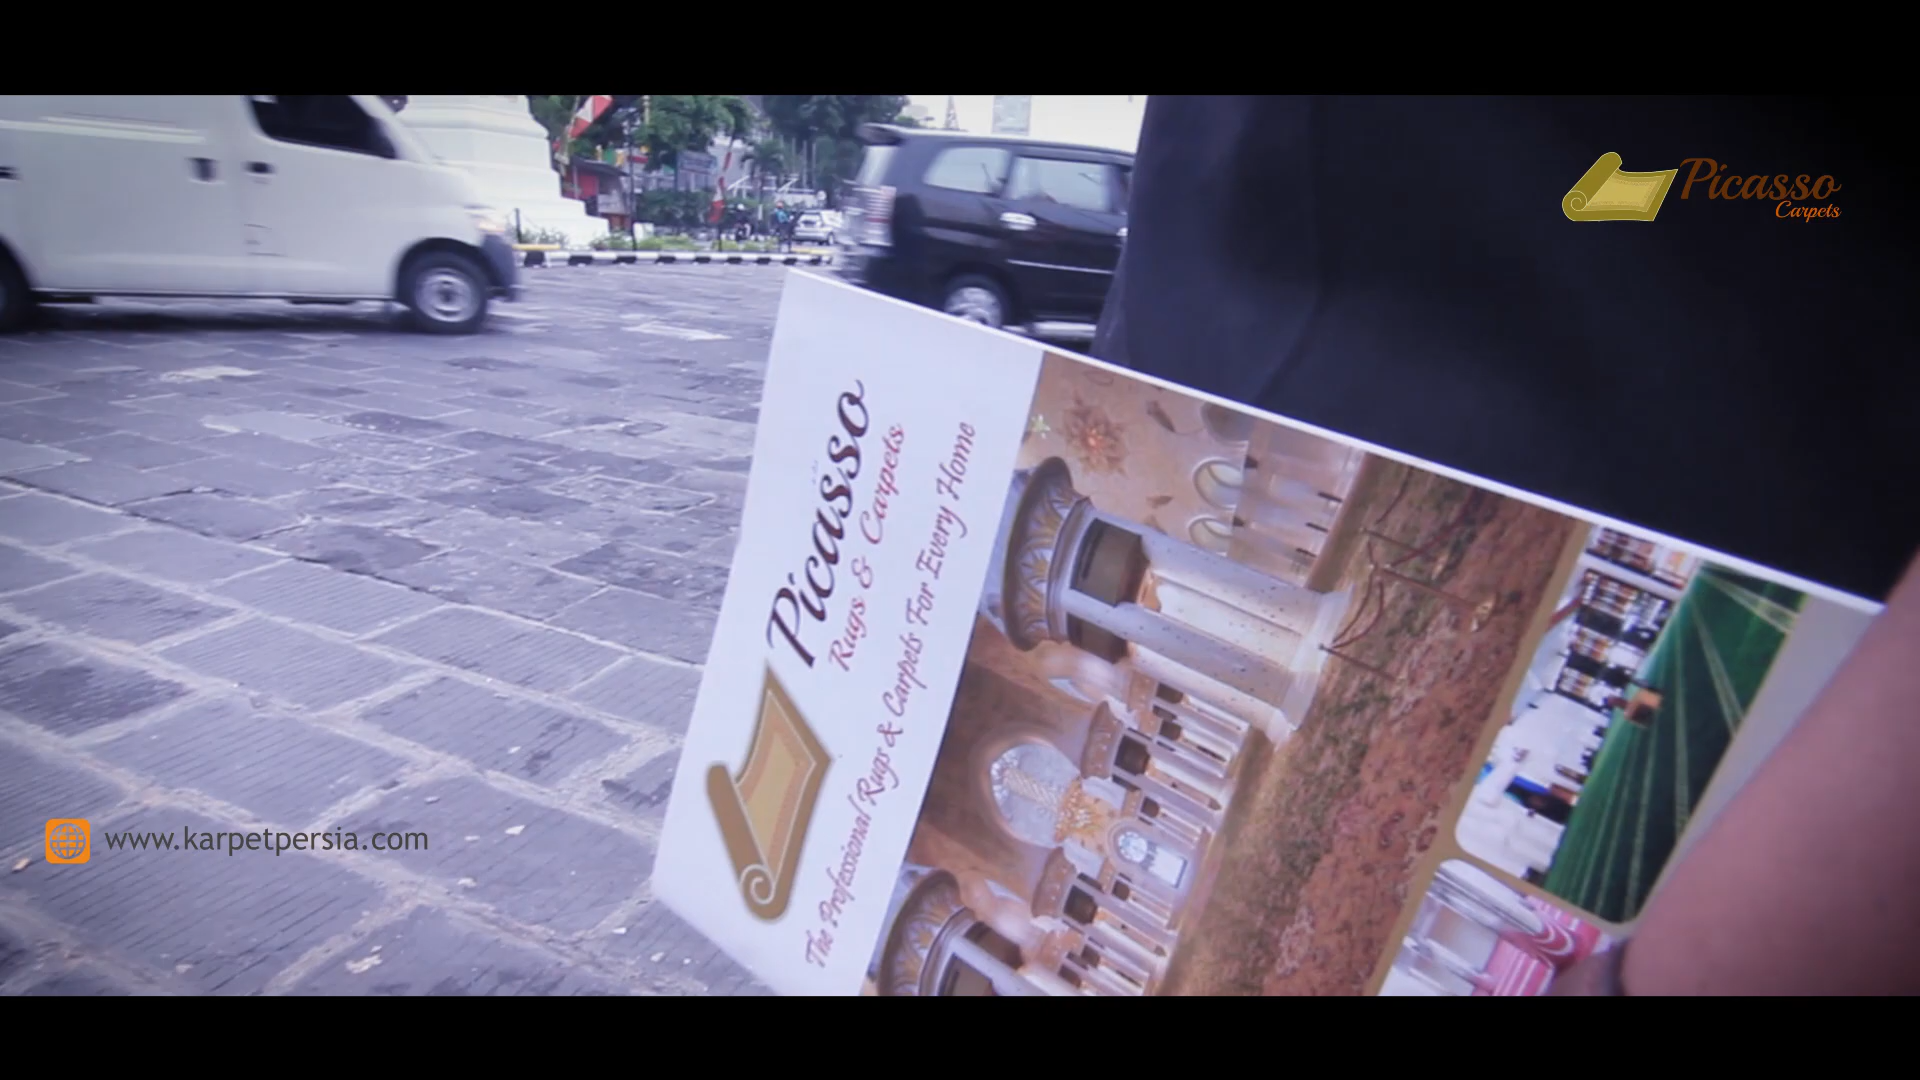 Picasso
Carpets
Picasso
Rugs & Carpets
The Professional Rugs & Carpets For Every Home
www.karpetpersia.com